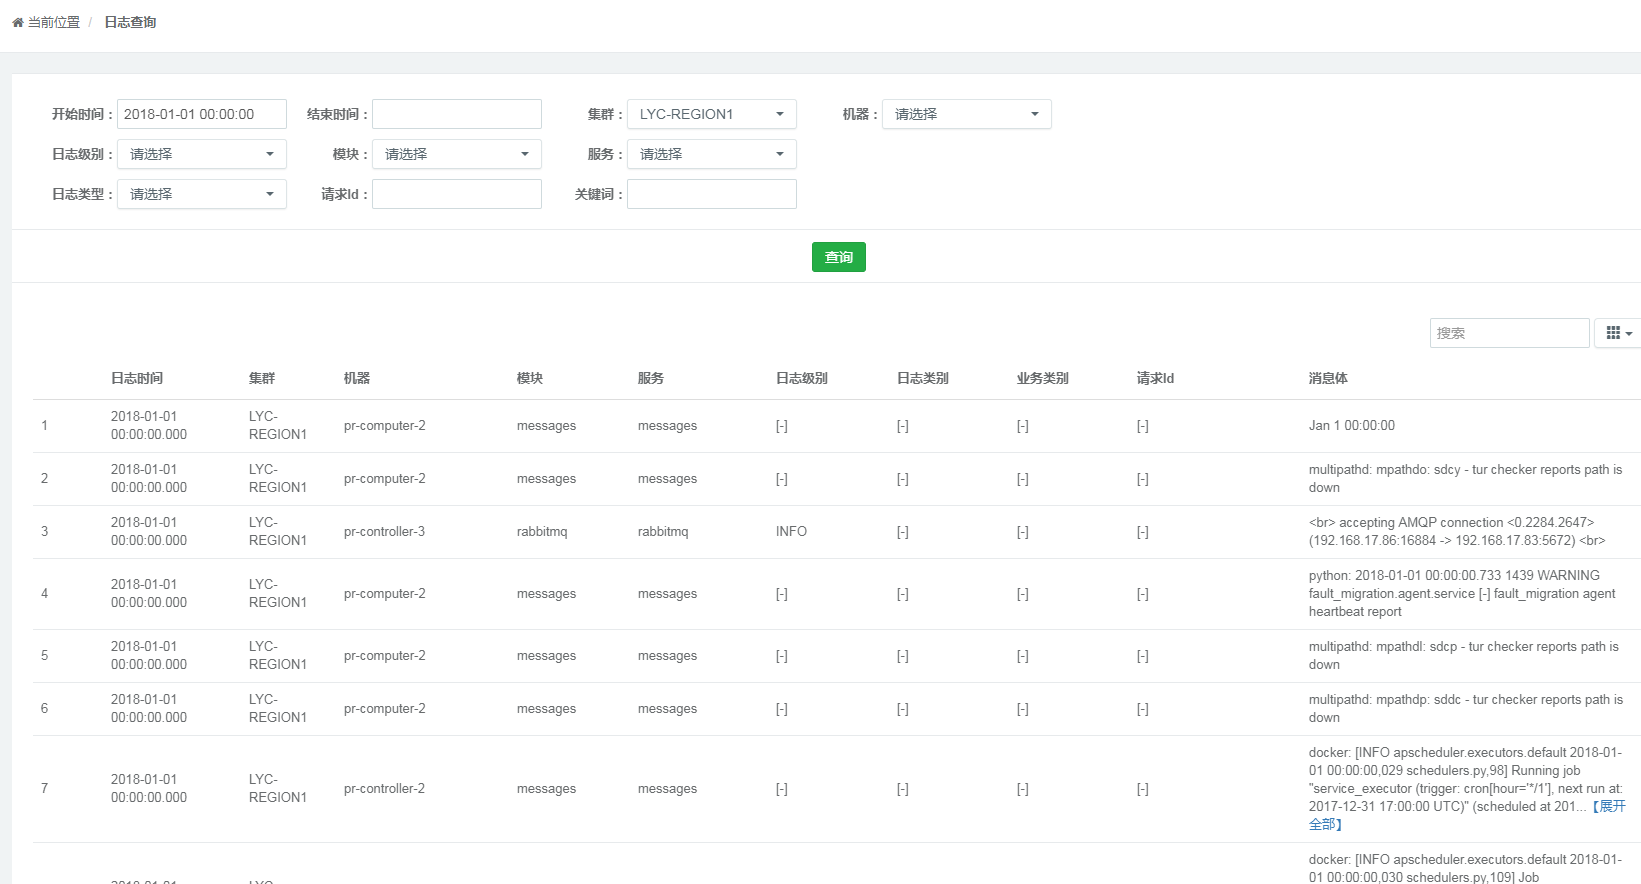 当前位置 / 日志查询
开始时间： 2018-01-01 00:00:00 结束时间： 集群： LYC-REGION1 机器： 请选择
日志级别： 请选择 模块： 请选择 服务： 请选择
日志类型： 请选择 请求Id： 关键词：
查询
搜索
日志时间 集群 机器 模块 服务 日志级别 日志类别 业务类别 请求Id 消息体
1 2018-01-01 00:00:00.000 LYC-REGION1 pr-computer-2 messages messages [-] [-] [-] [-] Jan 1 00:00:00
2 2018-01-01 00:00:00.000 LYC-REGION1 pr-computer-2 messages messages [-] [-] [-] [-] multipathd: mpathdo: sdcy - tur checker reports path is
down
3 2018-01-01 00:00:00.000 LYC-REGION1 pr-controller-3 rabbitmq rabbitmq INFO [-] [-] [-] <br> accepting AMQP connection <0.2284.2647>
(192.168.17.86:16884 -> 192.168.17.83:5672) <br>
4 2018-01-01 00:00:00.000 LYC-REGION1 pr-computer-2 messages messages [-] [-] [-] [-] python: 2018-01-01 00:00:00.733 1439 WARNING
fault_migration.agent.service [-] fault_migration agent
heartbeat report
5 2018-01-01 00:00:00.000 LYC-REGION1 pr-computer-2 messages messages [-] [-] [-] [-] multipathd: mpathdl: sdcp - tur checker reports path is
down
6 2018-01-01 00:00:00.000 LYC-REGION1 pr-computer-2 messages messages [-] [-] [-] [-] multipathd: mpathdp: sddc - tur checker reports path is
down
7 2018-01-01 00:00:00.000 LYC-REGION1 pr-controller-2 messages messages [-] [-] [-] [-] docker: [INFO apscheduler.executors.default 2018-01-
01 00:00:00,029 schedulers.py,98] Running job
"service_executor (trigger: cron[hour='*/1'], next run at:
2017-12-31 17:00:00 UTC)" (scheduled at 201...【展开
全部】
docker: [INFO apscheduler.executors.default 2018-01-
01 00:00:00,030 schedulers.py,109] Job